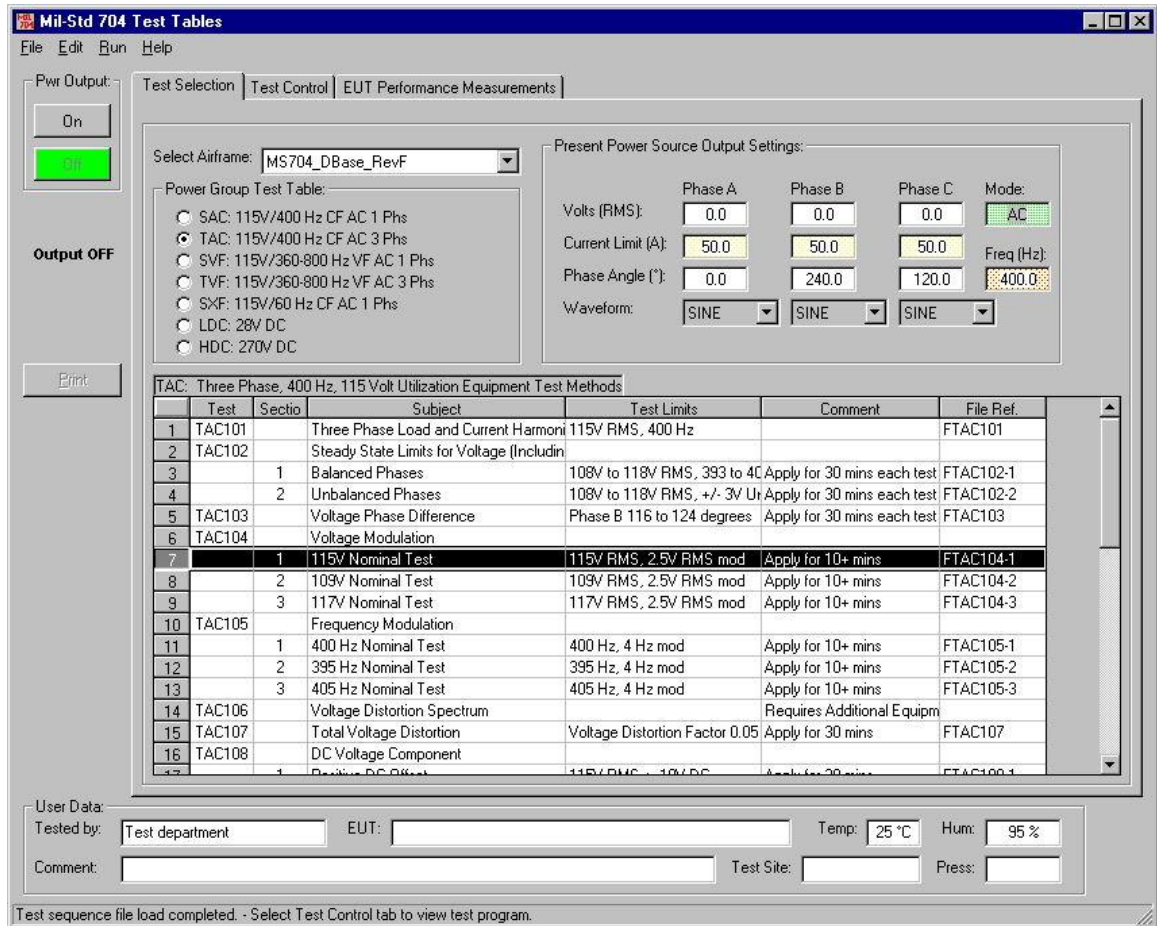 MIL 704 Mil-Std 704 Test Tables
File Edit Run Help
Pwr Output:
On
Off
Output OFF
Print
Test Selection Test Control EUT Performance Measurements
Select Airframe: MS704_DBase_RevF
Power Group Test Table:
SAC: 115V/400 Hz CF AC 1 Phs
TAC: 115V/400 Hz CF AC 3 Phs
SVF: 115V/360-800 Hz VF AC 1 Phs
TVF: 115V/360-800 Hz VF AC 3 Phs
SXF: 115V/60 Hz CF AC 1 Phs
LDC: 28V DC
HDC: 270V DC
Present Power Source Output Settings:
Phase A Phase B Phase C Mode:
Volts (RMS): 0.0 0.0 0.0 AC
Current Limit (A): 50.0 50.0 50.0 Freq (Hz):
Phase Angle (°): 0.0 240.0 120.0 400.0
Waveform: SINE SINE SINE
TAC: Three Phase, 400 Hz, 115 Volt Utilization Equipment Test Methods
Test Sectio Subject Test Limits Comment File Ref.
1 TAC101 Three Phase Load and Current Harmoni 115V RMS, 400 Hz FTAC101
2 TAC102 Steady State Limits for Voltage (Includin
3 1 Balanced Phases 108V to 118V RMS, 393 to 40 Apply for 30 mins each test FTAC102-1
4 2 Unbalanced Phases 108V to 118V RMS, +/- 3V Un Apply for 30 mins each test FTAC102-2
5 TAC103 Voltage Phase Difference Phase B 116 to 124 degrees Apply for 30 mins each test FTAC103
6 TAC104 Voltage Modulation
7 1 115V Nominal Test 115V RMS, 2.5V RMS mod Apply for 10+ mins FTAC104-1
8 2 109V Nominal Test 109V RMS, 2.5V RMS mod Apply for 10+ mins FTAC104-2
9 3 117V Nominal Test 117V RMS, 2.5V RMS mod Apply for 10+ mins FTAC104-3
10 TAC105 Frequency Modulation
11 1 400 Hz Nominal Test 400 Hz, 4 Hz mod Apply for 10+ mins FTAC105-1
12 2 395 Hz Nominal Test 395 Hz, 4 Hz mod Apply for 10+ mins FTAC105-2
13 3 405 Hz Nominal Test 405 Hz, 4 Hz mod Apply for 10+ mins FTAC105-3
14 TAC106 Voltage Distortion Spectrum Requires Additional Equipm
15 TAC107 Total Voltage Distortion Voltage Distortion Factor 0.05 Apply for 30 mins FTAC107
16 TAC108 DC Voltage Component
17 1 Positive DC Offset
User Data:
Tested by: Test department EUT: Temp: 25 °C Hum: 95 %
Comment: Test Site: Press:
Test sequence file load completed. - Select Test Control tab to view test program.